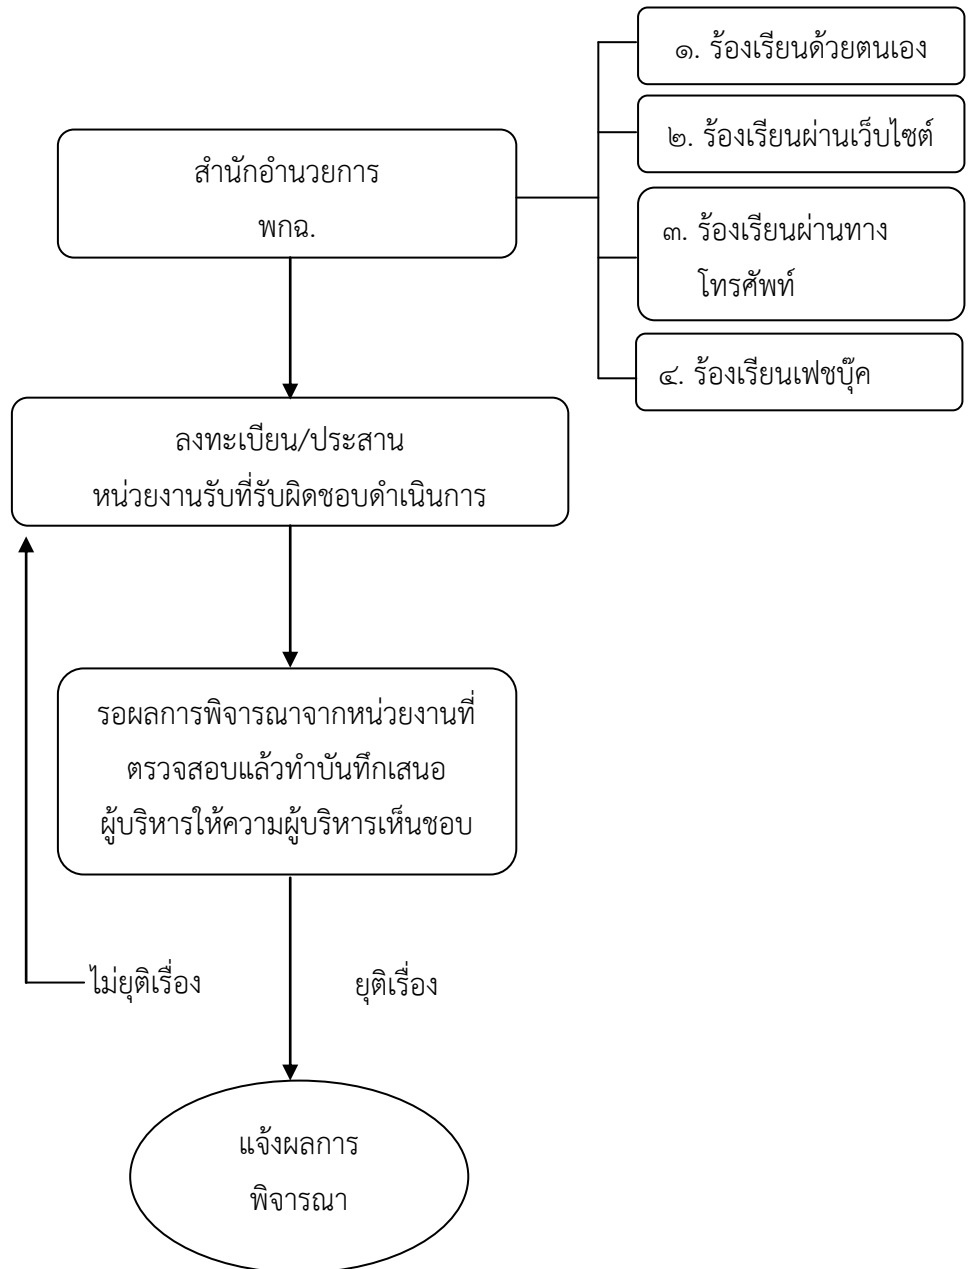 ๑. ร้องเรียนด้วยตนเอง
๒. ร้องเรียนผ่านเว็บไซต์
๓. ร้องเรียนผ่านทาง
โทรศัพท์
๔. ร้องเรียนเฟชบุ๊ค
สำนักอำนวยการ
พกฉ.
ลงทะเบียน/ประสาน
หน่วยงานรับที่รับผิดชอบดำเนินการ
รอผลการพิจารณาจากหน่วยงานที่
ตรวจสอบแล้วทำบันทึกเสนอ
ผู้บริหารให้ความผู้บริหารเห็นชอบ
ไม่ยุติเรื่อง
ยุติเรื่อง
แจ้งผลการ
พิจารณา